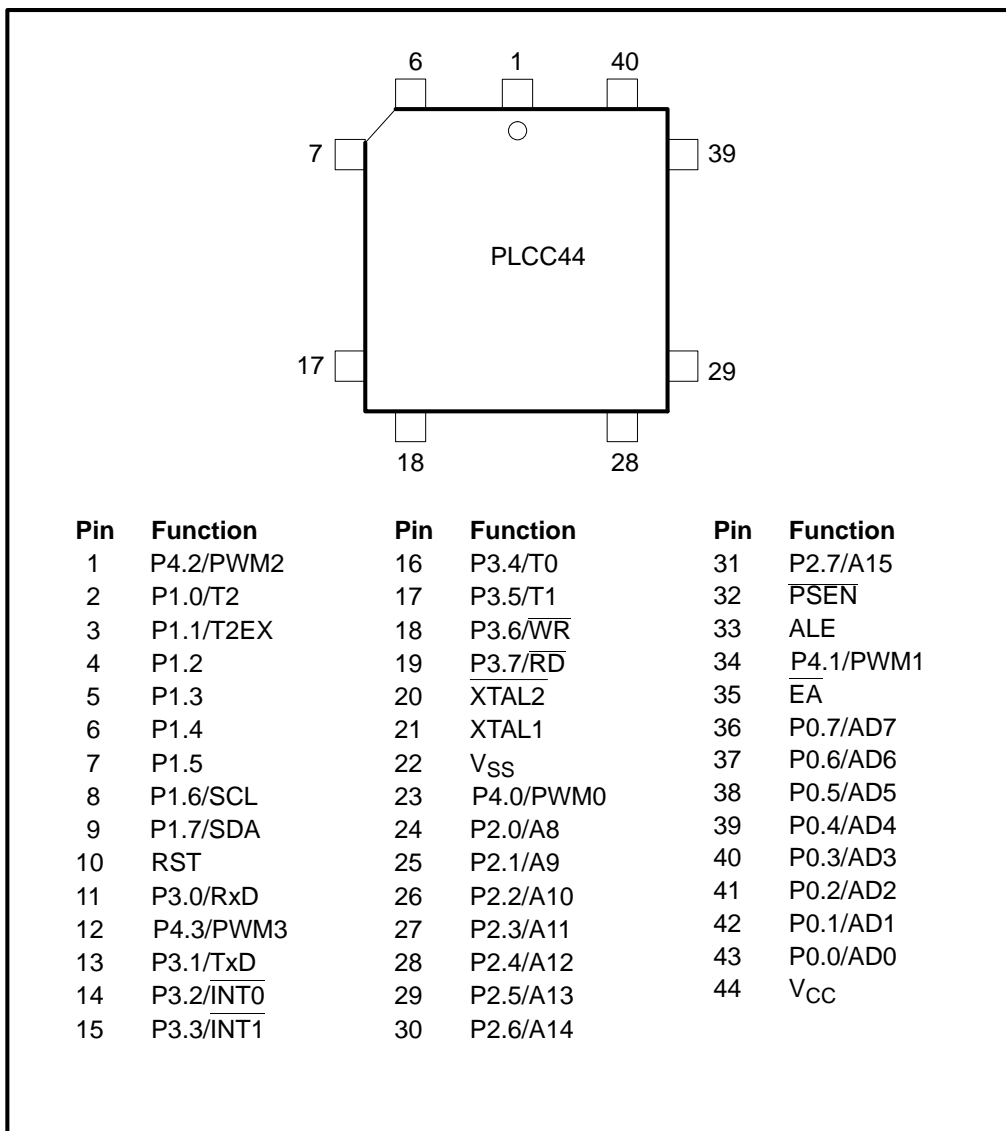 6 1 40
7 39
PLCC44
17 29
18 28
Pin Function Pin Function Pin Function
1 P4.2/PWM2 16 P3.4/T0 31 P2.7/A15
2 P1.0/T2 17 P3.5/T1 32 P̅S̅E̅N̅
3 P1.1/T2EX 18 P3.6/W̅R̅ 33 ALE
4 P1.2 19 P3.7/R̅D̅ 34 P4.1/PWM1
5 P1.3 20 X̅T̅A̅L̅2̅ 35 E̅A̅
6 P1.4 21 XTAL1 36 P0.7/AD7
7 P1.5 22 VSS 37 P0.6/AD6
8 P1.6/SCL 23 P4.0/PWM0 38 P0.5/AD5
9 P1.7/SDA 24 P2.0/A8 39 P0.4/AD4
10 RST 25 P2.1/A9 40 P0.3/AD3
11 P3.0/RxD 26 P2.2/A10 41 P0.2/AD2
12 P4.3/PWM3 27 P2.3/A11 42 P0.1/AD1
13 P3.1/TxD 28 P2.4/A12 43 P0.0/AD0
14 P3.2/I̅N̅T̅0̅ 29 P2.5/A13 44 VCC
15 P3.3/I̅N̅T̅1̅ 30 P2.6/A14